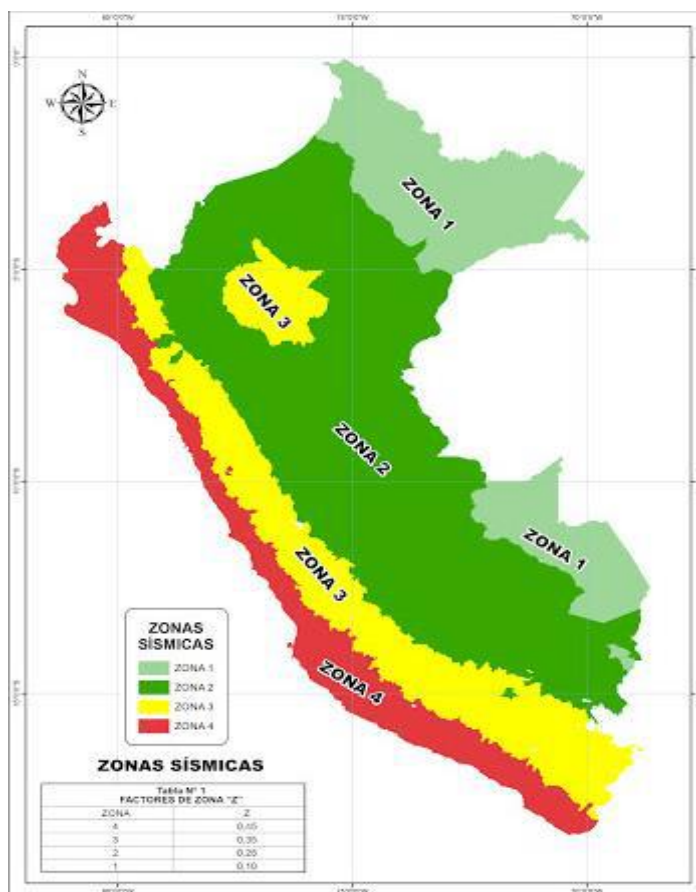 N
W E
S
ZONA 1
ZONA 3
ZONA 2
ZONA 1
ZONA 3
ZONA 4
ZONAS
SÍSMICAS
ZONA 1
ZONA 2
ZONA 3
ZONA 4
ZONAS SÍSMICAS
Tabla N° 1
FACTORES DE ZONA "Z"
ZONA Z
4 0,45
3 0,35
2 0,25
1 0,10